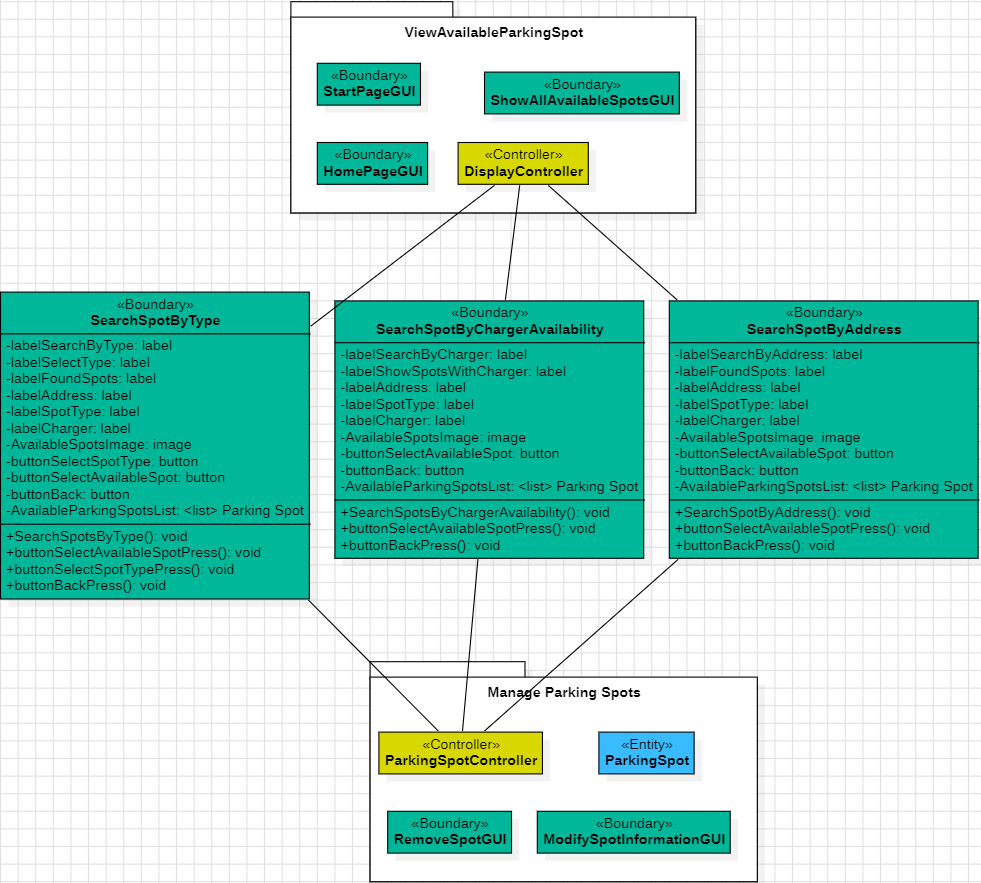 ViewAvailableParkingSpot
«Boundary»
StartPageGUI
«Boundary»
ShowAllAvailableSpotsGUI
«Boundary»
HomePageGUI
«Controller»
DisplayController
«Boundary»
SearchSpotByType
-labelSearchByType: label
-labelSelectType: label
-labelFoundSpots: label
-labelAddress: label
-labelSpotType: label
-labelCharger: label
-AvailableSpotsImage: image
-buttonSelectSpotType: button
-buttonSelectAvailableSpot: button
-buttonBack: button
-AvailableParkingSpotsList: <list> Parking Spot
+SearchSpotsByType(): void
+buttonSelectAvailableSpotPress(): void
+buttonSelectSpotTypePress(): void
+buttonBackPress(): void
«Boundary»
SearchSpotByChargerAvailability
-labelSearchByCharger: label
-labelShowSpotsWithCharger: label
-labelAddress: label
-labelSpotType: label
-labelCharger: label
-AvailableSpotsImage: image
-buttonSelectAvailableSpot: button
-buttonBack: button
-AvailableParkingSpotsList: <list> Parking Spot
+SearchSpotsByChargerAvailability(): void
+buttonSelectAvailableSpotPress(): void
+buttonBackPress(): void
«Boundary»
SearchSpotByAddress
-labelSearchByAddress: label
-labelFoundSpots: label
-labelAddress: label
-labelSpotType: label
-labelCharger: label
-AvailableSpotsImage: image
-buttonSelectAvailableSpot: button
-buttonBack: button
-AvailableParkingSpotsList: <list> Parking Spot
+SearchSpotByAddress(): void
+buttonSelectAvailableSpotPress(): void
+buttonBackPress(): void
Manage Parking Spots
«Controller»
ParkingSpotController
«Entity»
ParkingSpot
«Boundary»
RemoveSpotGUI
«Boundary»
ModifySpotInformationGUI